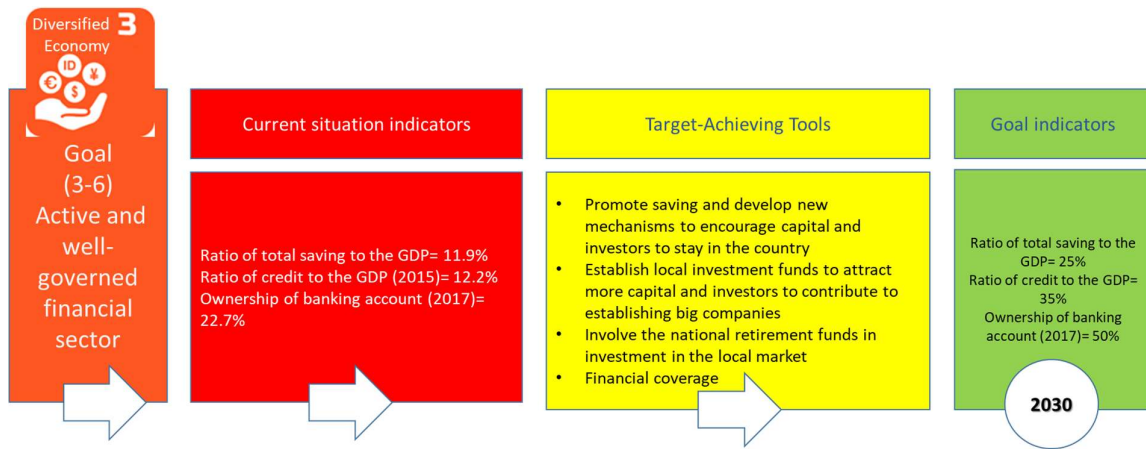 Diversified 3
Economy
ID
€ ¥
$
Goal
(3-6)
Active and
well-
governed
financial
sector
Current situation indicators
Ratio of total saving to the GDP= 11.9%
Ratio of credit to the GDP (2015)= 12.2%
Ownership of banking account (2017)=
22.7%
Target-Achieving Tools
• Promote saving and develop new
mechanisms to encourage capital and
investors to stay in the country
• Establish local investment funds to attract
more capital and investors to contribute to
establishing big companies
• Involve the national retirement funds in
investment in the local market
• Financial coverage
Goal indicators
Ratio of total saving to the
GDP= 25%
Ratio of credit to the GDP=
35%
Ownership of banking
account (2017)= 50%
2030